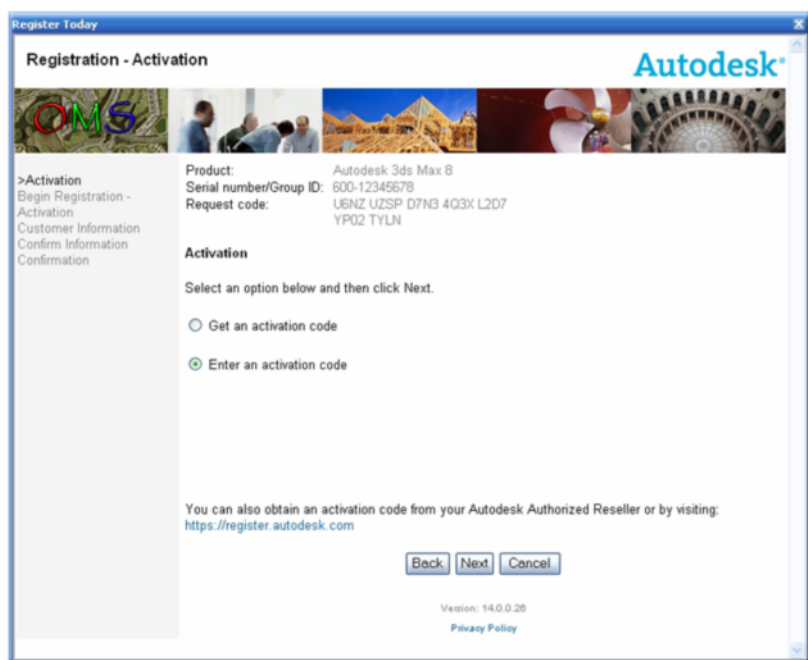 Register Today
Registration - Activation
Autodesk
OMS
>Activation
Begin Registration -
Activation
Customer Information
Confirm Information
Confirmation
Product: Autodesk 3ds Max 8
Serial number/Group ID: 600-12345678
Request code: U6NZ UZSP D7N3 4Q3X L2D7
YP02 TYLN
Activation
Select an option below and then click Next.
Get an activation code
Enter an activation code
You can also obtain an activation code from your Autodesk Authorized Reseller or by visiting:
https://register.autodesk.com
Back Next Cancel
Version: 14.0.0.26
Privacy Policy